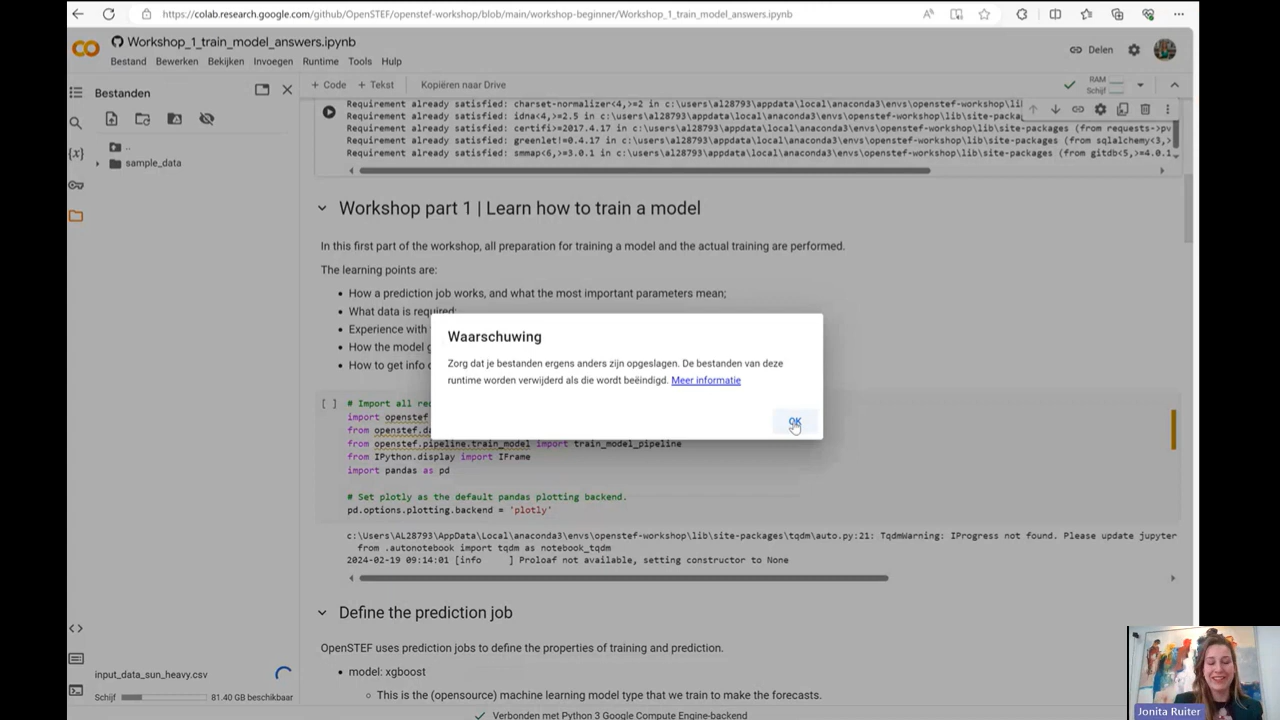 https://colab.research.google.com/github/OpenSTEF/openstef-workshop/blob/main/workshop-beginner/Workshop_1_train_model_answers.ipynb
Workshop_1_train_model_answers.ipynb
Bestand Bewerken Bekijken Invoegen Runtime Tools Help
Delen
Bestanden
+ Code + Tekst Kopiëren naar Drive
RAM
Schijf
..
sample_data
Requirement already satisfied: charset-normalizer<4,>=2 in c:\users\al28793\appdata\local\anaconda3\envs\openstef-workshop\lib
Requirement already satisfied: idna<4,>=2.5 in c:\users\al28793\appdata\local\anaconda3\envs\openstef-workshop\lib\site-packag
Requirement already satisfied: certifi>=2017.4.17 in c:\users\al28793\appdata\local\anaconda3\envs\openstef-workshop\lib\site-packages (from requests->pv
Requirement already satisfied: greenlet!=0.4.17 in c:\users\al28793\appdata\local\anaconda3\envs\openstef-workshop\lib\site-packages (from sqlalchemy<3,>
Requirement already satisfied: smmap<6,>=3.0.1 in c:\users\al28793\appdata\local\anaconda3\envs\openstef-workshop\lib\site-packages (from gitdb<5,>=4.0.1
Workshop part 1 | Learn how to train a model
In this first part of the workshop, all preparation for training a model and the actual training are performed.
The learning points are:
• How a prediction job works, and what the most important parameters mean;
• What data is required;
• Experience with
• How the model g
• How to get info
Waarschuwing
Zorg dat je bestanden ergens anders zijn opgeslagen. De bestanden van deze
runtime worden verwijderd als die wordt beëindigd. Meer informatie
OK
[ ] # Import all re
import openstef
from openstef.da
from openstef.pipeline.train_model import train_model_pipeline
from IPython.display import IFrame
import pandas as pd
# Set plotly as the default pandas plotting backend.
pd.options.plotting.backend = 'plotly'
c:\Users\AL28793\AppData\Local\anaconda3\envs\openstef-workshop\lib\site-packages\tqdm\auto.py:21: TqdmWarning: IProgress not found. Please update jupyter
from .autonotebook import tqdm as notebook_tqdm
2024-02-19 09:14:01 [info ] Proloaf not available, setting constructor to None
Define the prediction job
OpenSTEF uses prediction jobs to define the properties of training and prediction.
• model: xgboost
This is the (opensource) machine learning model type that we train to make the forecasts.
input_data_sun_heavy.csv
Schijf 81.40 GB beschikbaar
Verbonden met Python 3 Google Compute Engine-backend
Jonita Ruiter